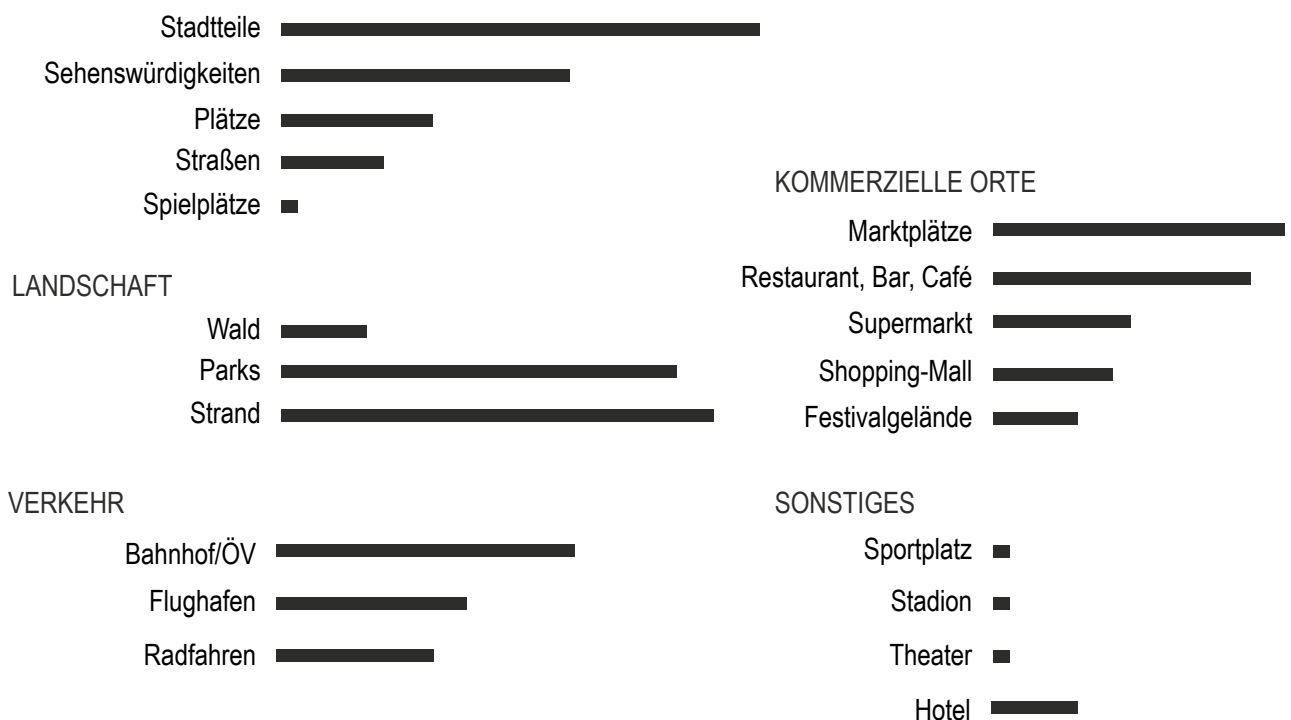 Stadtteile
Sehenswürdigkeiten
Plätze
Straßen
Spielplätze
LANDSCHAFT
Wald
Parks
Strand
VERKEHR
Bahnhof/ÖV
Flughafen
Radfahren
KOMMERZIELLE ORTE
Marktplätze
Restaurant, Bar, Café
Supermarkt
Shopping-Mall
Festivalgelände
SONSTIGES
Sportplatz
Stadion
Theater
Hotel